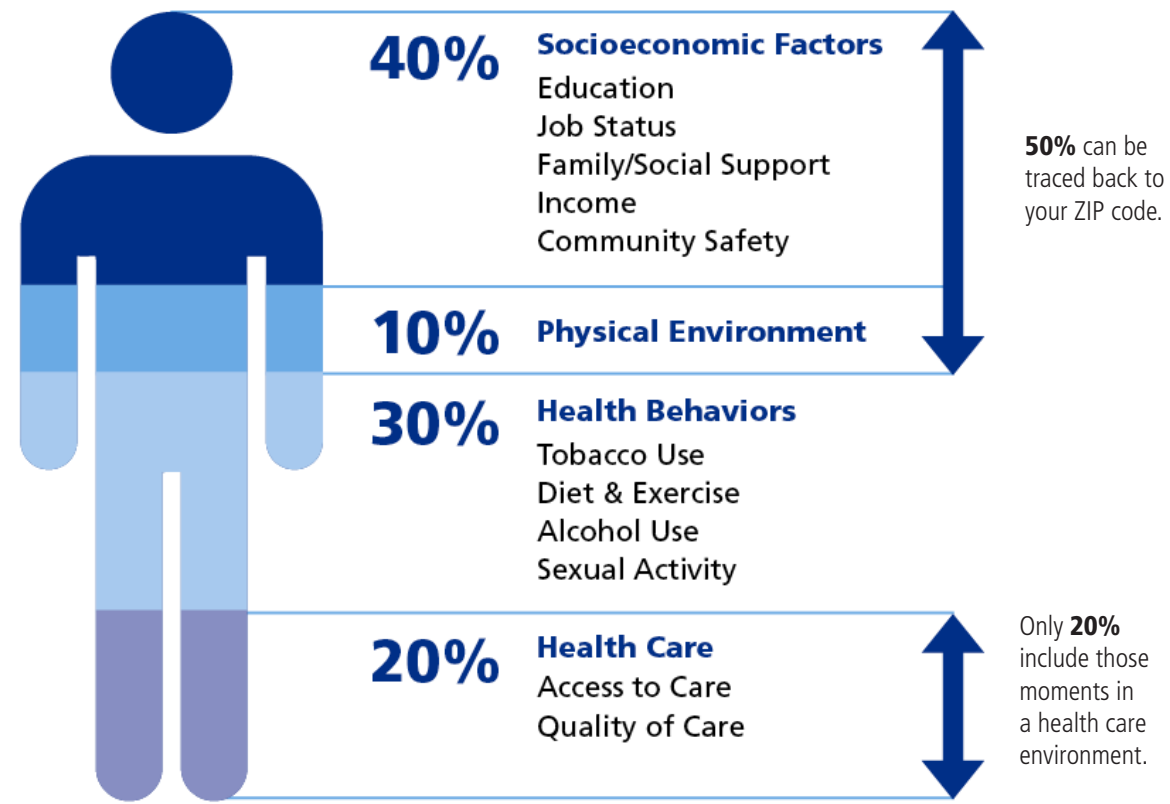 40%
Socioeconomic Factors
Education
Job Status
Family/Social Support
Income
Community Safety
50% can be
traced back to
your ZIP code.
10%
Physical Environment
30%
Health Behaviors
Tobacco Use
Diet & Exercise
Alcohol Use
Sexual Activity
20%
Health Care
Access to Care
Quality of Care
Only 20%
include those
moments in
a health care
environment.